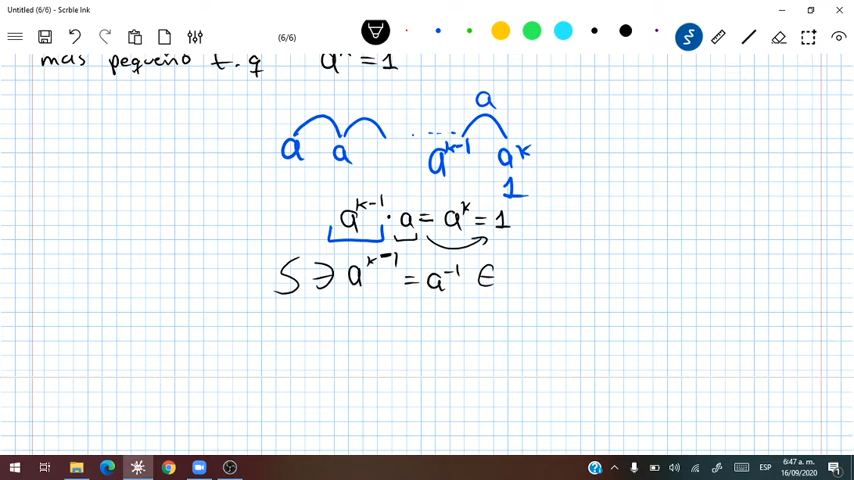 Untitled (6/6) - Scrble Ink
(6/6)
mas pequeño t.q a^k = 1
a
a a ..---- a^{k-1} a^k
1
a^{k-1} · a = a^k = 1
S ∋ a^{k-1} = a^{-1} ∈
ESP
6:47 a. m.
16/09/2020